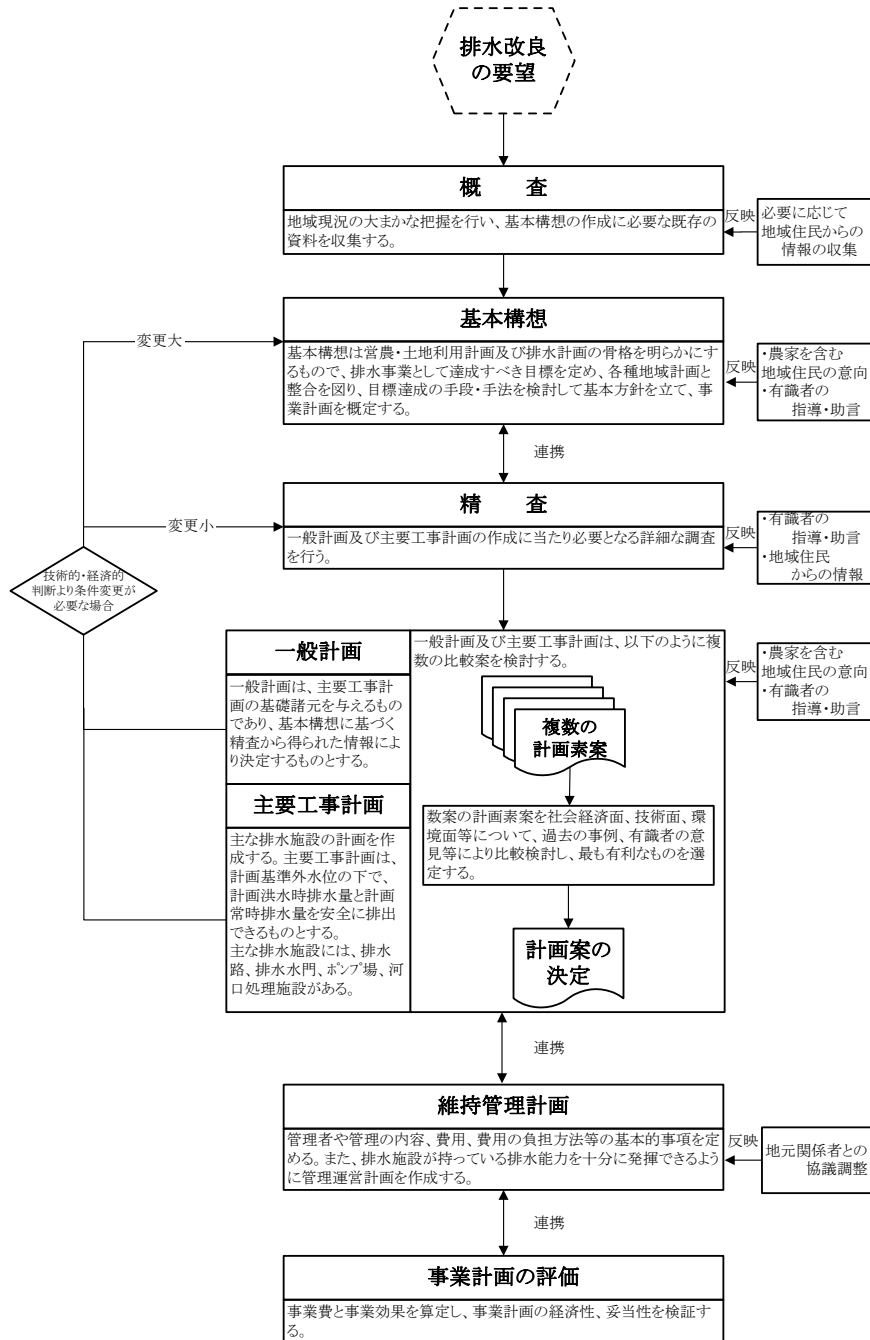 排水改良
の要望
概　査
地域現況の大まかな把握を行い、基本構想の作成に必要な既存の
資料を収集する。
反映
必要に応じて
地域住民からの
情報の収集
基本構想
基本構想は営農・土地利用計画及び排水計画の骨格を明らかにす
るもので、排水事業として達成すべき目標を定め、各種地域計画と
整合を図り、目標達成の手段・手法を検討して基本方針を立て、事
業計画を概定する。
反映
・農家を含む
地域住民の意向
・有識者の
指導・助言
変更大
連携
精　査
一般計画及び主要工事計画の作成に当たり必要となる詳細な調査
を行う。
反映
・有識者の
指導・助言
・地域住民
からの情報
変更小
技術的・経済的
判断より条件変更が
必要な場合
一般計画
一般計画は、主要工事計
画の基礎諸元を与えるもの
であり、基本構想に基づく
精査から得られた情報によ
り決定するものとする。
主要工事計画
主な排水施設の計画を作
成する。主要工事計画は、
計画基準外水位の下で、
計画洪水時排水量と計画
常時排水量を安全に排出
できるものとする。
主な排水施設には、排水
路、排水水門、ポンプ場、河
口処理施設がある。
一般計画及び主要工事計画は、以下のように複
数の比較案を検討する。
複数の
計画素案
数案の計画素案を社会経済面、技術面、環
境面等について、過去の事例、有識者の意
見等により比較検討し、最も有利なものを選
定する。
計画案の
決定
反映
・農家を含む
地域住民の意向
・有識者の
指導・助言
連携
維持管理計画
管理者や管理の内容、費用、費用の負担方法等の基本的事項を定
める。また、排水施設が持っている排水能力を十分に発揮できるよう
に管理運営計画を作成する。
反映
地元関係者との
協議調整
連携
事業計画の評価
事業費と事業効果を算定し、事業計画の経済性、妥当性を検証す
る。